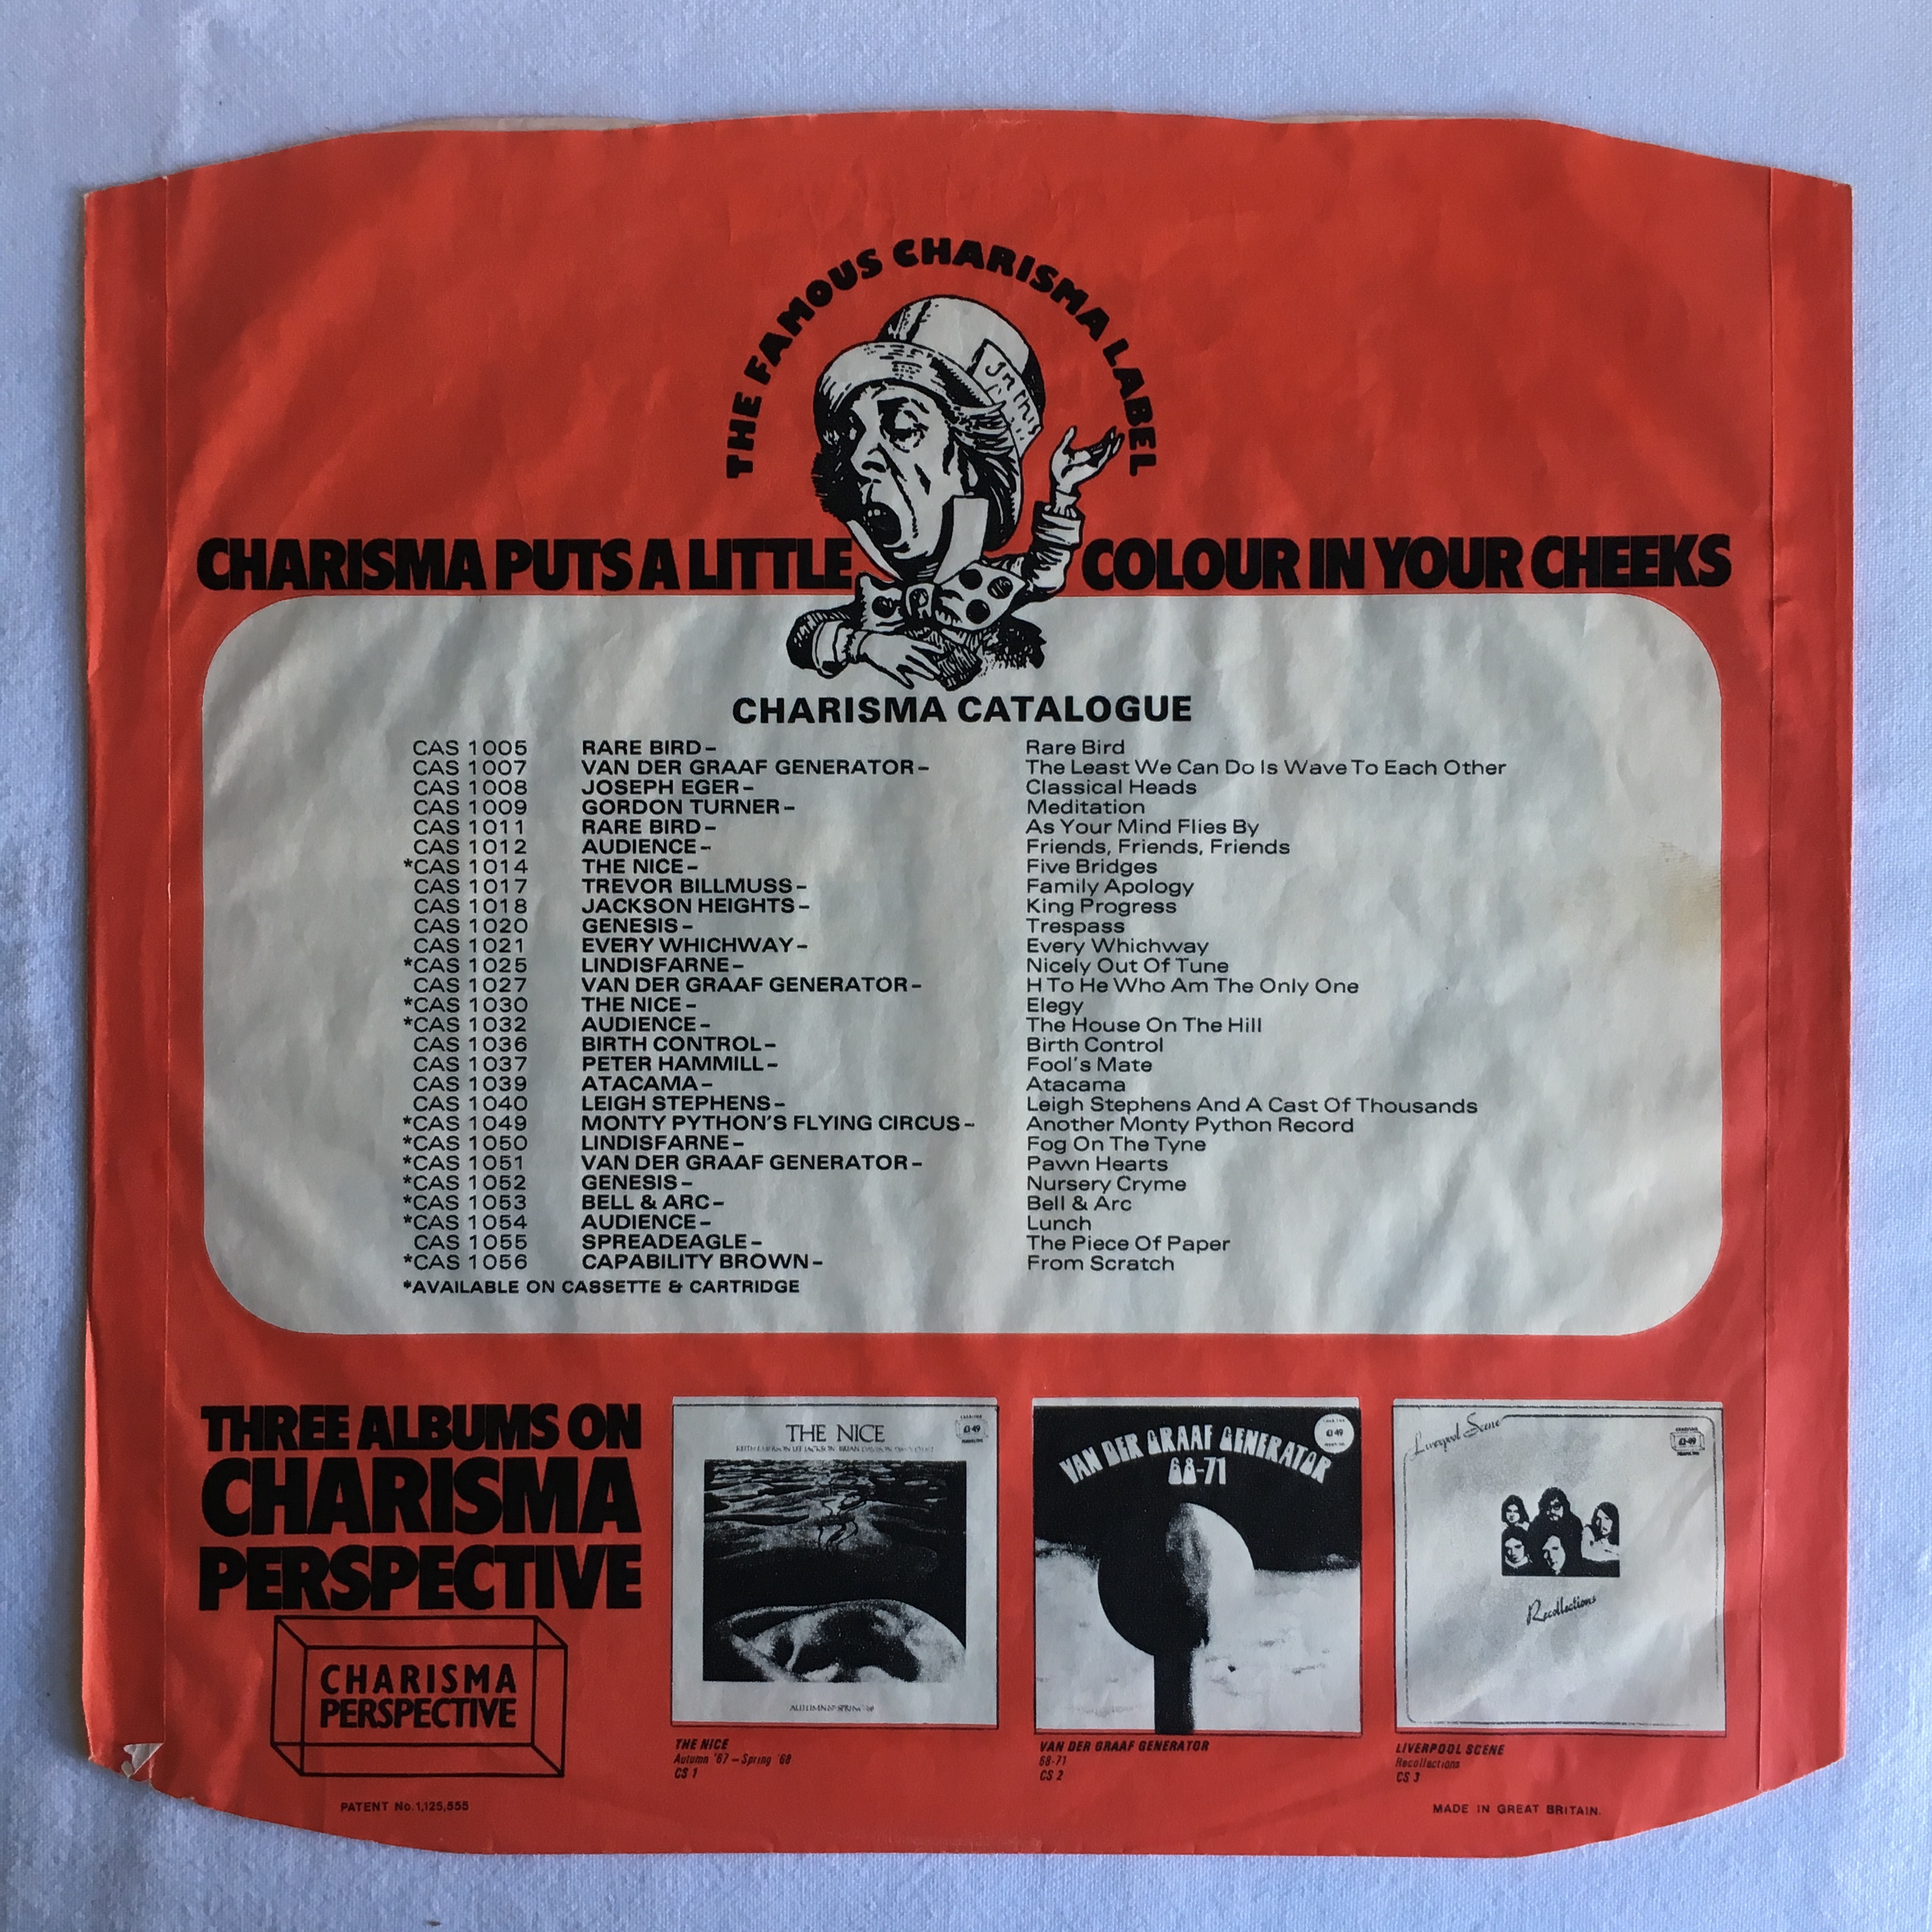 THE FAMOUS CHARISMA LABEL
In this
CHARISMA PUTS A LITTLE COLOUR IN YOUR CHEEKS
CHARISMA CATALOGUE
CAS 1005 RARE BIRD – Rare Bird
CAS 1007 VAN DER GRAAF GENERATOR – The Least We Can Do Is Wave To Each Other
CAS 1008 JOSEPH EGER – Classical Heads
CAS 1009 GORDON TURNER – Meditation
CAS 1011 RARE BIRD – As Your Mind Flies By
CAS 1012 AUDIENCE – Friends, Friends, Friends
*CAS 1014 THE NICE – Five Bridges
CAS 1017 TREVOR BILLMUSS – Family Apology
CAS 1018 JACKSON HEIGHTS – King Progress
CAS 1020 GENESIS – Trespass
CAS 1021 EVERY WHICHWAY – Every Whichway
*CAS 1025 LINDISFARNE – Nicely Out Of Tune
CAS 1027 VAN DER GRAAF GENERATOR – H To He Who Am The Only One
*CAS 1030 THE NICE – Elegy
*CAS 1032 AUDIENCE – The House On The Hill
CAS 1036 BIRTH CONTROL – Birth Control
CAS 1037 PETER HAMMILL – Fool's Mate
CAS 1039 ATACAMA – Atacama
CAS 1040 LEIGH STEPHENS – Leigh Stephens And A Cast Of Thousands
*CAS 1049 MONTY PYTHON'S FLYING CIRCUS – Another Monty Python Record
*CAS 1050 LINDISFARNE – Fog On The Tyne
*CAS 1051 VAN DER GRAAF GENERATOR – Pawn Hearts
*CAS 1052 GENESIS – Nursery Cryme
*CAS 1053 BELL & ARC – Bell & Arc
*CAS 1054 AUDIENCE – Lunch
CAS 1055 SPREADEAGLE – The Piece Of Paper
*CAS 1056 CAPABILITY BROWN – From Scratch
*AVAILABLE ON CASSETTE & CARTRIDGE
THREE ALBUMS ON
CHARISMA
PERSPECTIVE
CHARISMA
PERSPECTIVE
THE NICE
AUTUMN 67 SPRING 68
THE NICE
Autumn '67 – Spring '68
CS 1
VAN DER GRAAF GENERATOR
68-71
VAN DER GRAAF GENERATOR
68-71
CS 2
Liverpool Scene
Recollections
LIVERPOOL SCENE
Recollections
CS 3
PATENT No. 1,125,555
MADE IN GREAT BRITAIN.